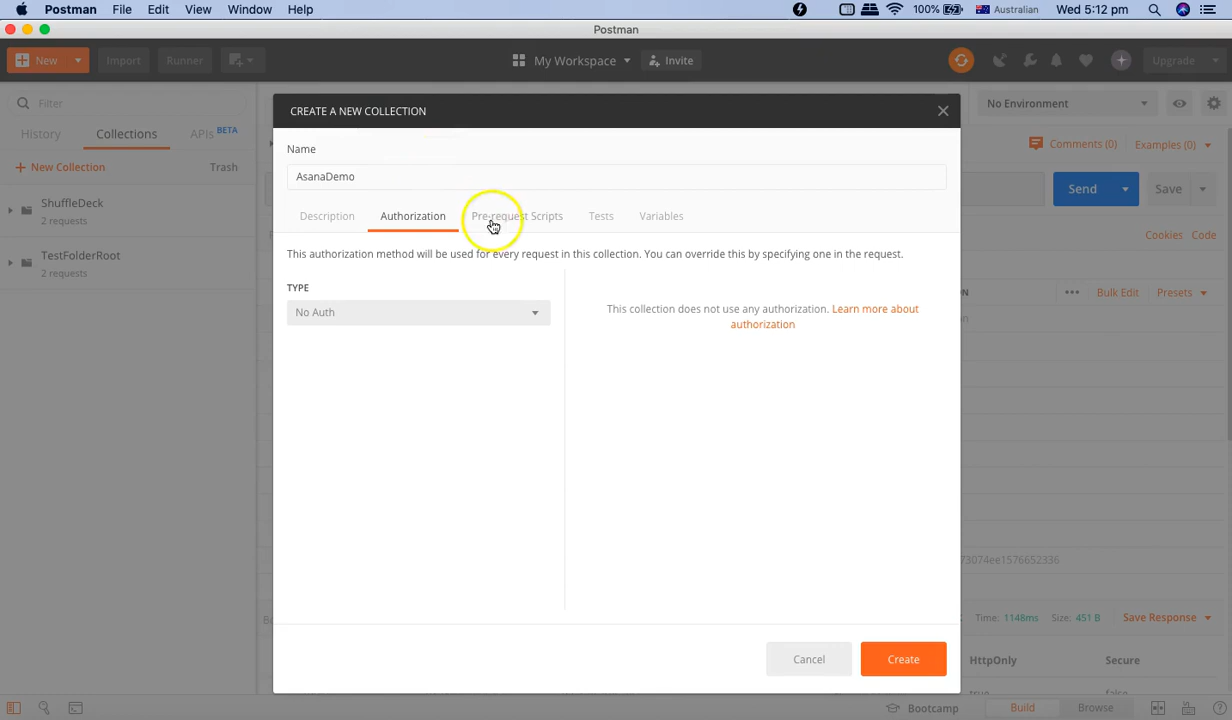 Postman File Edit View Window Help 100% Australian Wed 5:12 pm
Postman
New Import Runner My Workspace Invite Upgrade
Filter
History Collections APIs BETA
New Collection Trash
ShuffleDeck
2 requests
TestFolderRoot
2 requests
CREATE A NEW COLLECTION
Name
AsanaDemo
Description Authorization Pre-request Scripts Tests Variables
This authorization method will be used for every request in this collection. You can override this by specifying one in the request.
TYPE
No Auth
This collection does not use any authorization. Learn more about
authorization
Cancel Create
No Environment
Comments (0) Examples (0)
Send Save
Cookies Code
Bulk Edit Presets
73074ee1576652336
Time: 1148ms Size: 451 B Save Response
HttpOnly Secure
true false
Bootcamp Build Browse